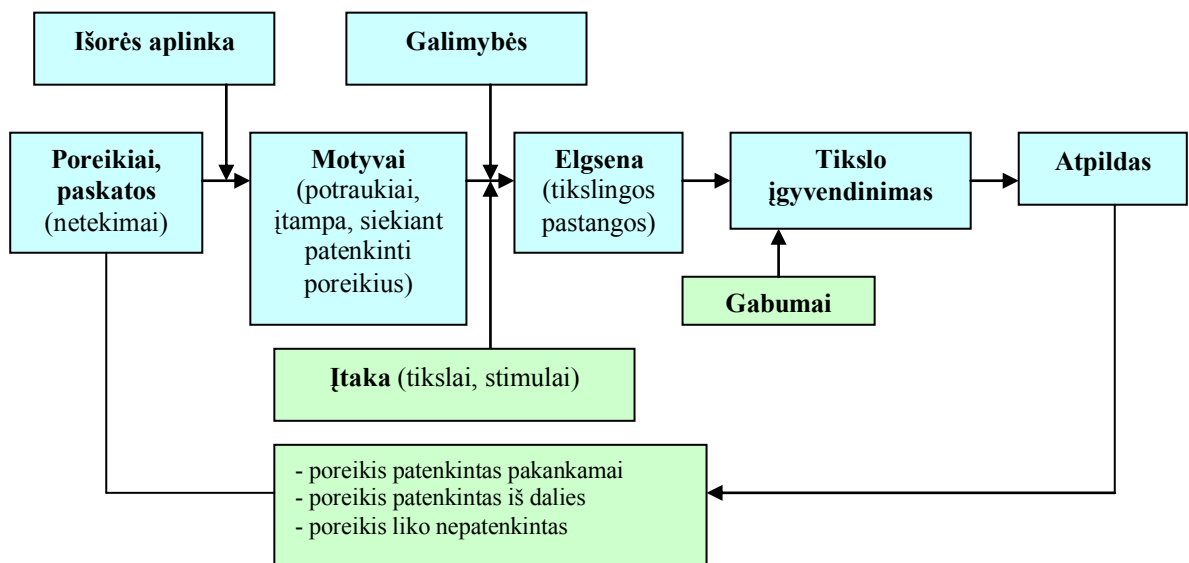 Išorės aplinka
Galimybės
Poreikiai,
paskatos
(netekimai)
Motyvai
(potraukiai,
įtampa, siekiant
patenkinti
poreikius)
Elgsena
(tikslingos
pastangos)
Tikslo
įgyvendinimas
Atpildas
Gabumai
Įtaka (tikslai, stimulai)
- poreikis patenkintas pakankamai
- poreikis patenkintas iš dalies
- poreikis liko nepatenkintas